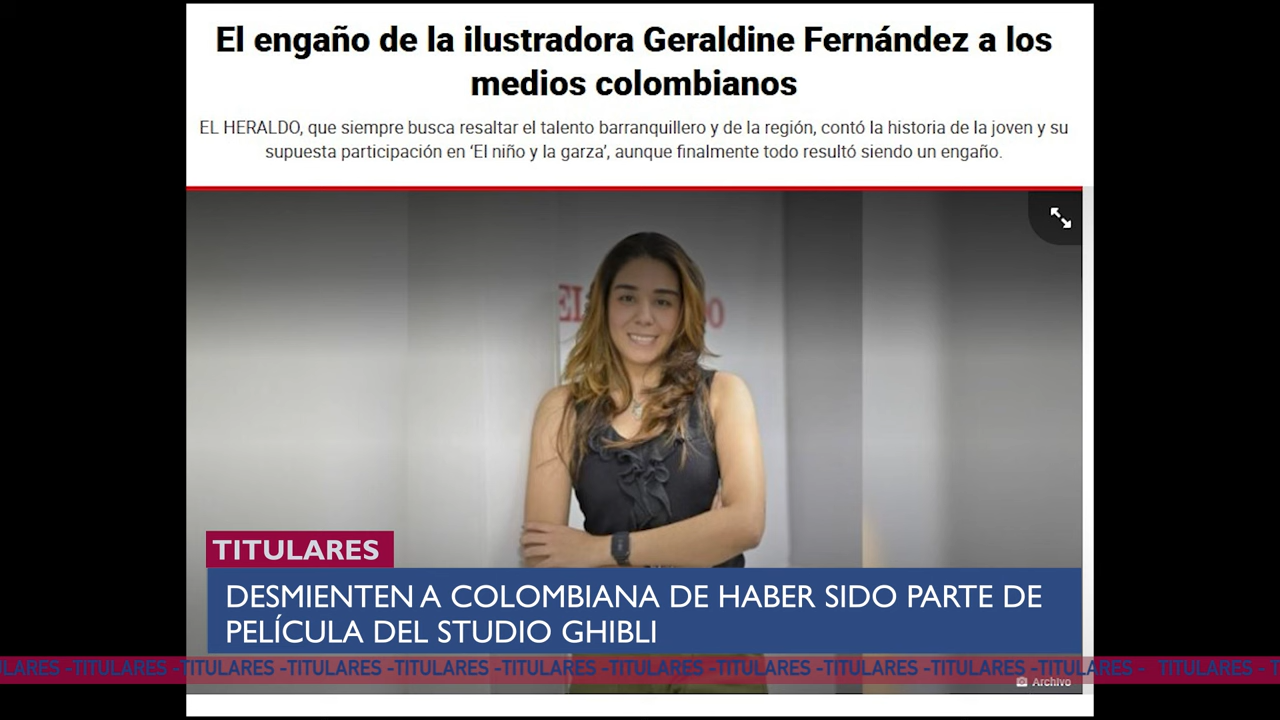 El engaño de la ilustradora Geraldine Fernández a los
medios colombianos
EL HERALDO, que siempre busca resaltar el talento barranquillero y de la región, contó la historia de la joven y su
supuesta participación en ‘El niño y la garza’, aunque finalmente todo resultó siendo un engaño.
TITULARES
DESMIENTEN A COLOMBIANA DE HABER SIDO PARTE DE
PELÍCULA DEL STUDIO GHIBLI
TITULARES -TITULARES -TITULARES -TITULARES -TITULARES -TITULARES -TITULARES -TITULARES -TITULARES -TITULARES - TITULARES
Archivo